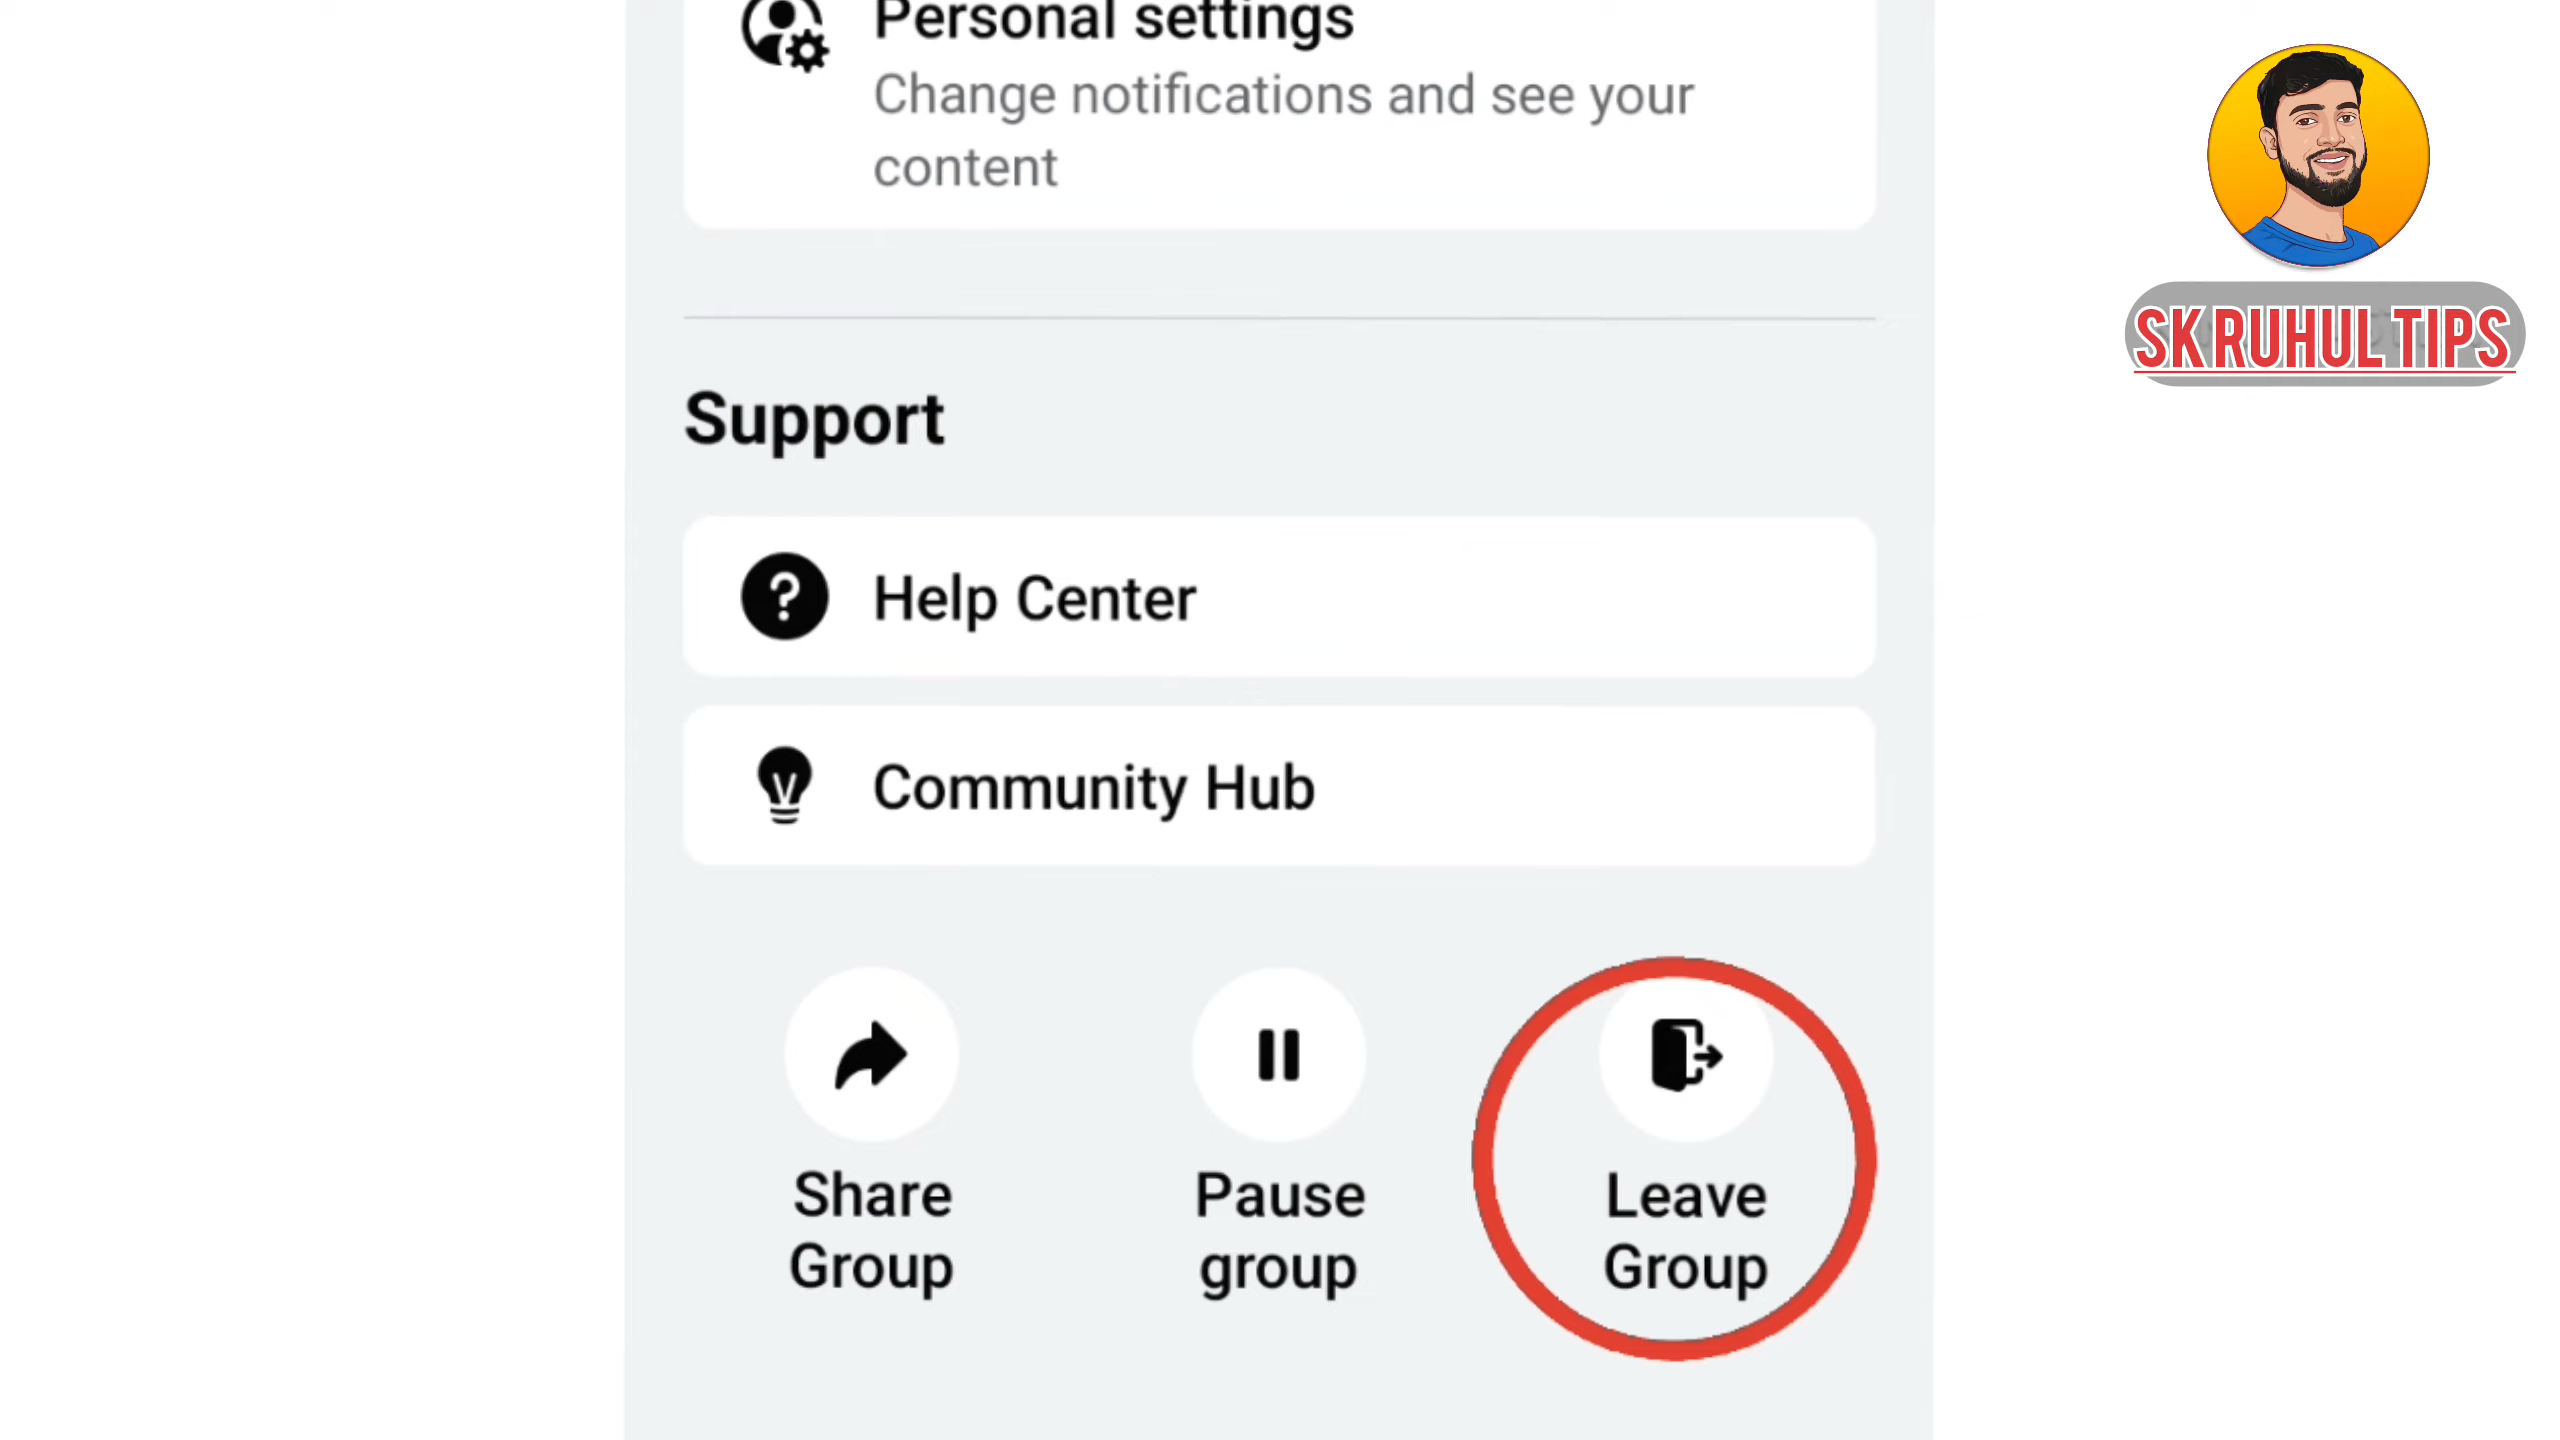 Personal settings
Change notifications and see your
content
SK RUHUL TIPS
Support
Help Center
Community Hub
Share
Group
Pause
group
Leave
Group